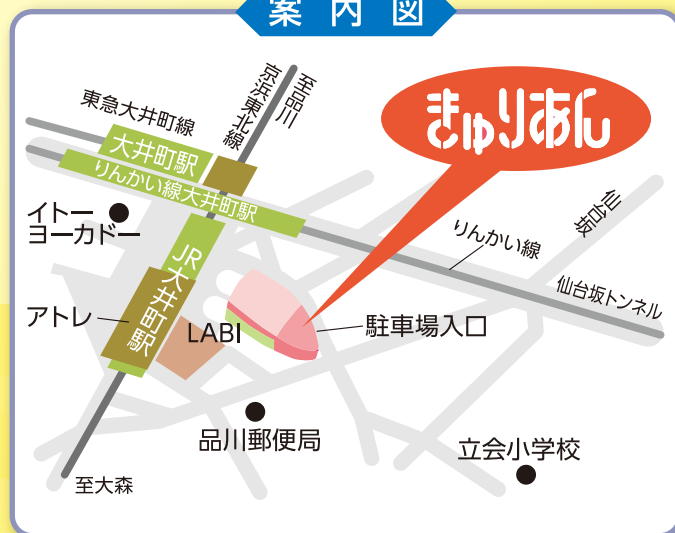 案内図
至品川
京浜東北線
東急大井町線
大井町駅
りんかい線大井町駅
きゅりあん
イトー
ヨーカドー
JR大井町駅
アトレ
LABI
駐車場入口
りんかい線
仙台坂
仙台坂トンネル
品川郵便局
立会小学校
至大森